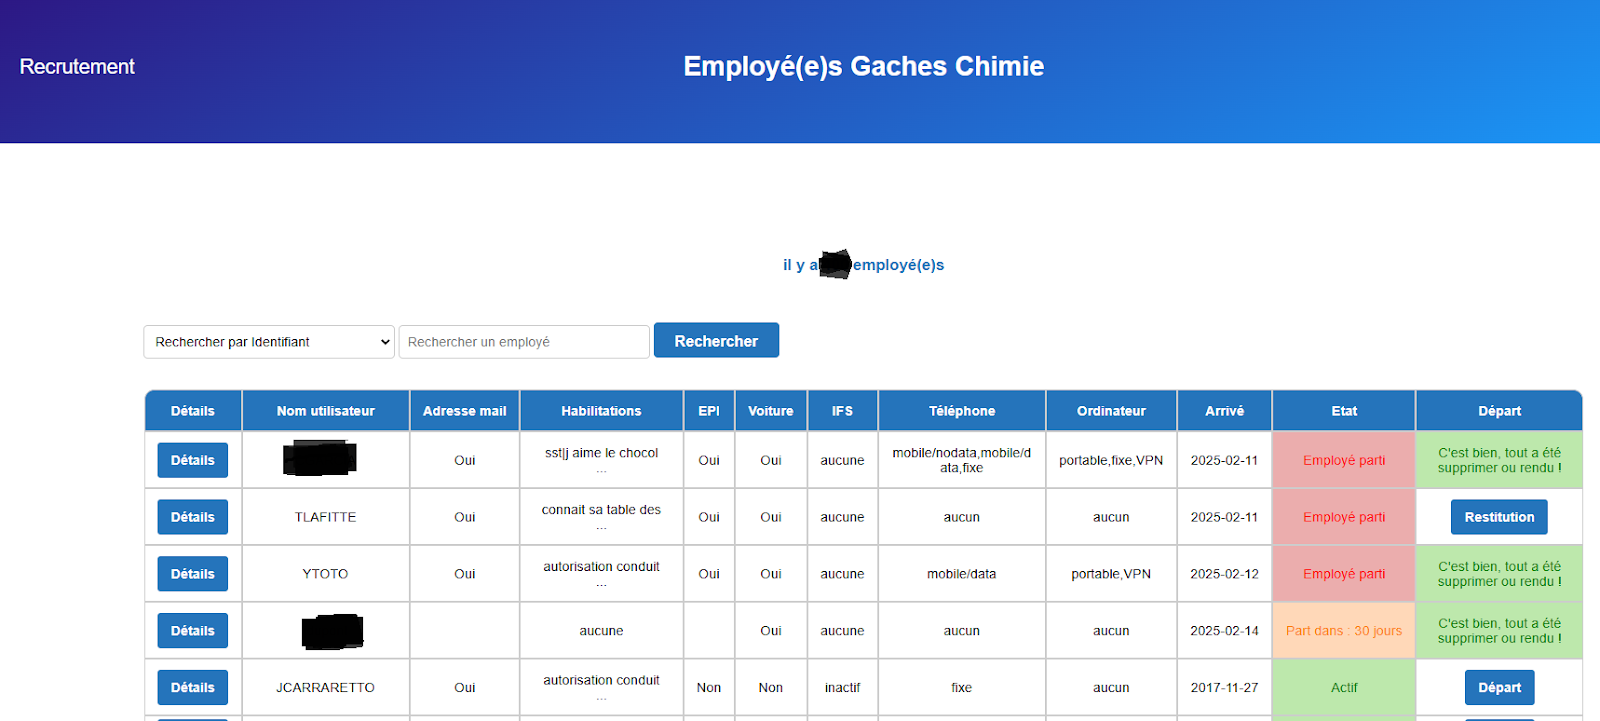 Recrutement
Employé(e)s Gaches Chimie
il y a employé(e)s
Rechercher par Identifiant
Rechercher un employé
Rechercher
Détails Nom utilisateur Adresse mail Habilitations EPI Voiture IFS Téléphone Ordinateur Arrivé Etat Départ
Détails Oui sstjj aime le chocol ... Oui Oui aucune mobile/nodata,mobile/data,fixe portable,fixe,VPN 2025-02-11 Employé parti C'est bien, tout a été supprimer ou rendu !
Détails TLAFITTE Oui connait sa table des ... Oui Oui aucune aucun aucun 2025-02-11 Employé parti Restitution
Détails YTOTO Oui autorisation conduit ... Oui Oui aucune mobile/data portable,VPN 2025-02-12 Employé parti C'est bien, tout a été supprimer ou rendu !
Détails aucune Oui aucune aucun aucun 2025-02-14 Part dans : 30 jours C'est bien, tout a été supprimer ou rendu !
Détails JCARRARETTO Oui autorisation conduit ... Non Non inactif fixe aucun 2017-11-27 Actif Départ